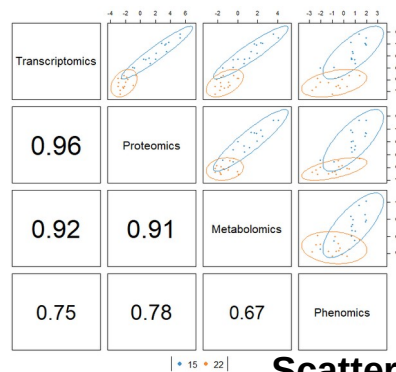 -4 -2 0 2 4 6
-2 0 2 4
-3 -2 -1 0 1 2 3
Transcriptomics
0.96
Proteomics
0.92
0.91
Metabolomics
0.75
0.78
0.67
Phenomics
15 22
Scatter